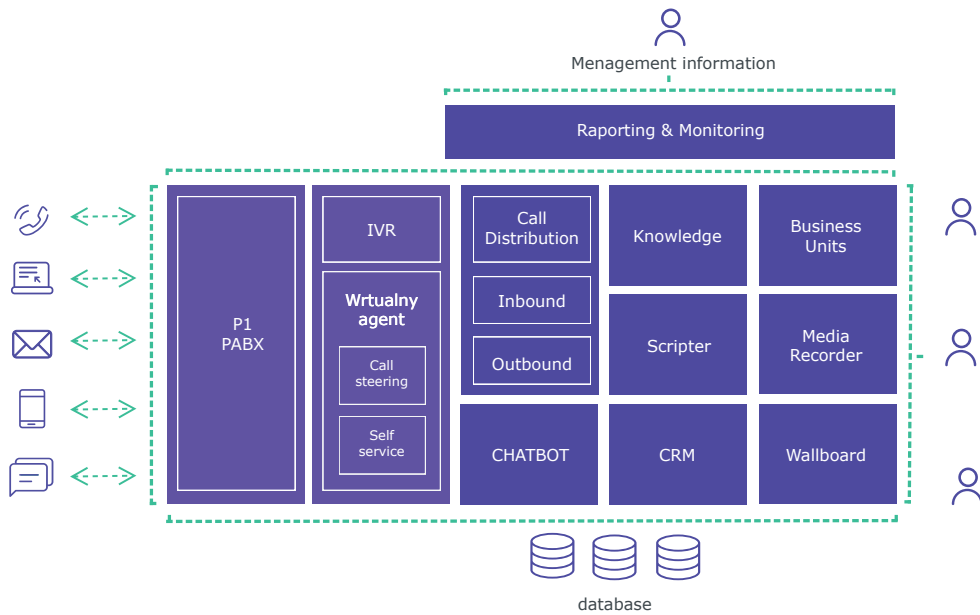 Menagement information
Raporting & Monitoring
P1
PABX
IVR
Wrtualny
agent
Call
steering
Self
service
Call
Distribution
Inbound
Outbound
CHATBOT
Knowledge
Scripter
CRM
Business
Units
Media
Recorder
Wallboard
database